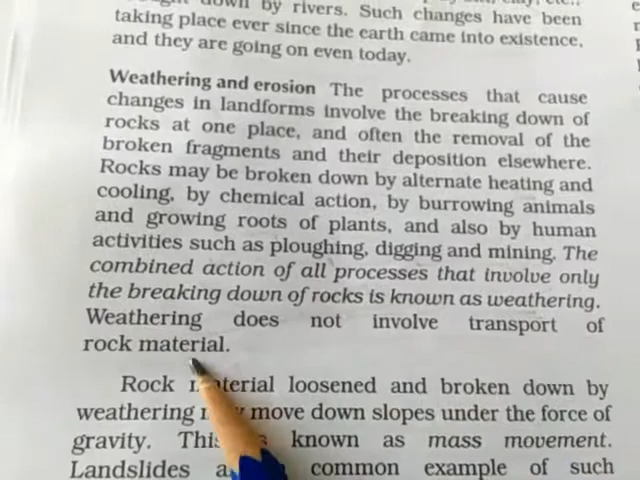 down by rivers. Such changes have been
taking place ever since the earth came into existence,
and they are going on even today.
Weathering and erosion The processes that cause
changes in landforms involve the breaking down of
rocks at one place, and often the removal of the
broken fragments and their deposition elsewhere.
Rocks may be broken down by alternate heating and
cooling, by chemical action, by burrowing animals
and growing roots of plants, and also by human
activities such as ploughing, digging and mining. The
combined action of all processes that involve only
the breaking down of rocks is known as weathering.
Weathering does not involve transport of
rock material.
Rock material loosened and broken down by
weathering move down slopes under the force of
gravity. This known as mass movement.
Landslides common example of such